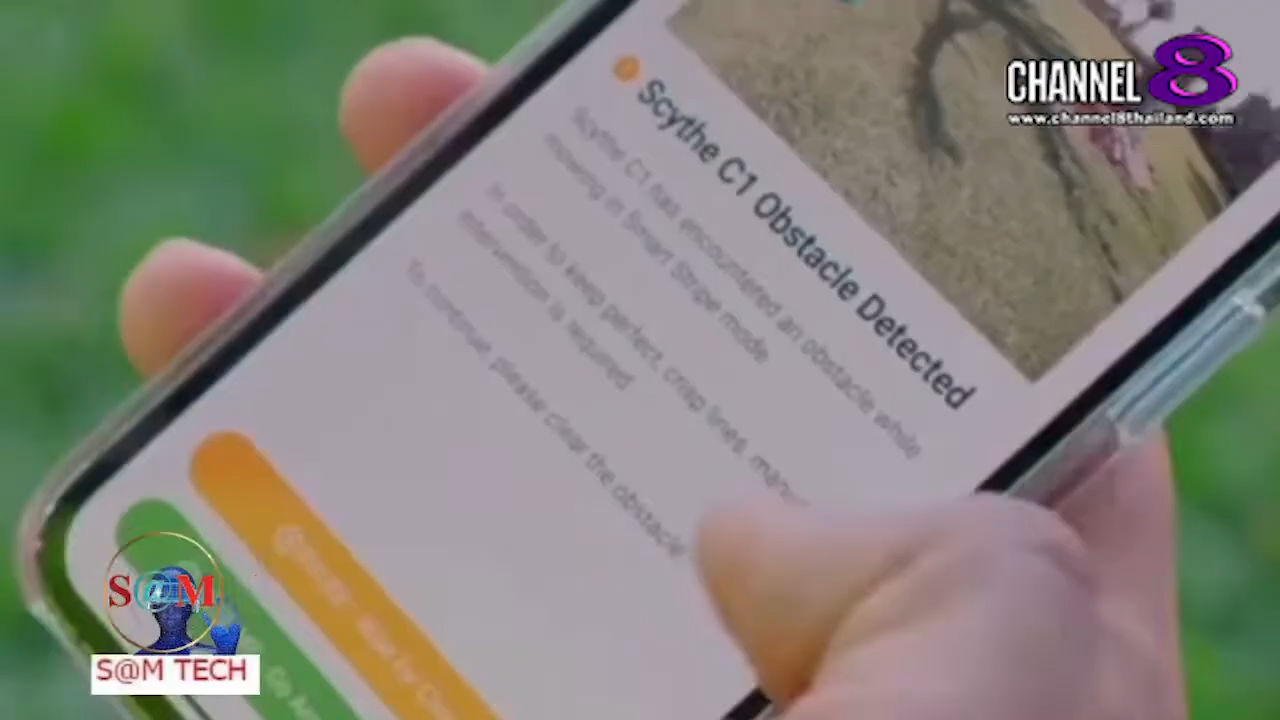 CHANNEL 8
www.channel8thailand.com
Scythe C1 Obstacle Detected
Scythe C1 has encountered an obstacle while
mowing in Smart Stripe mode.
In order to keep perfect, crisp lines,
intervention is required
To continue, please clear the obstacle
S@M
S@M TECH